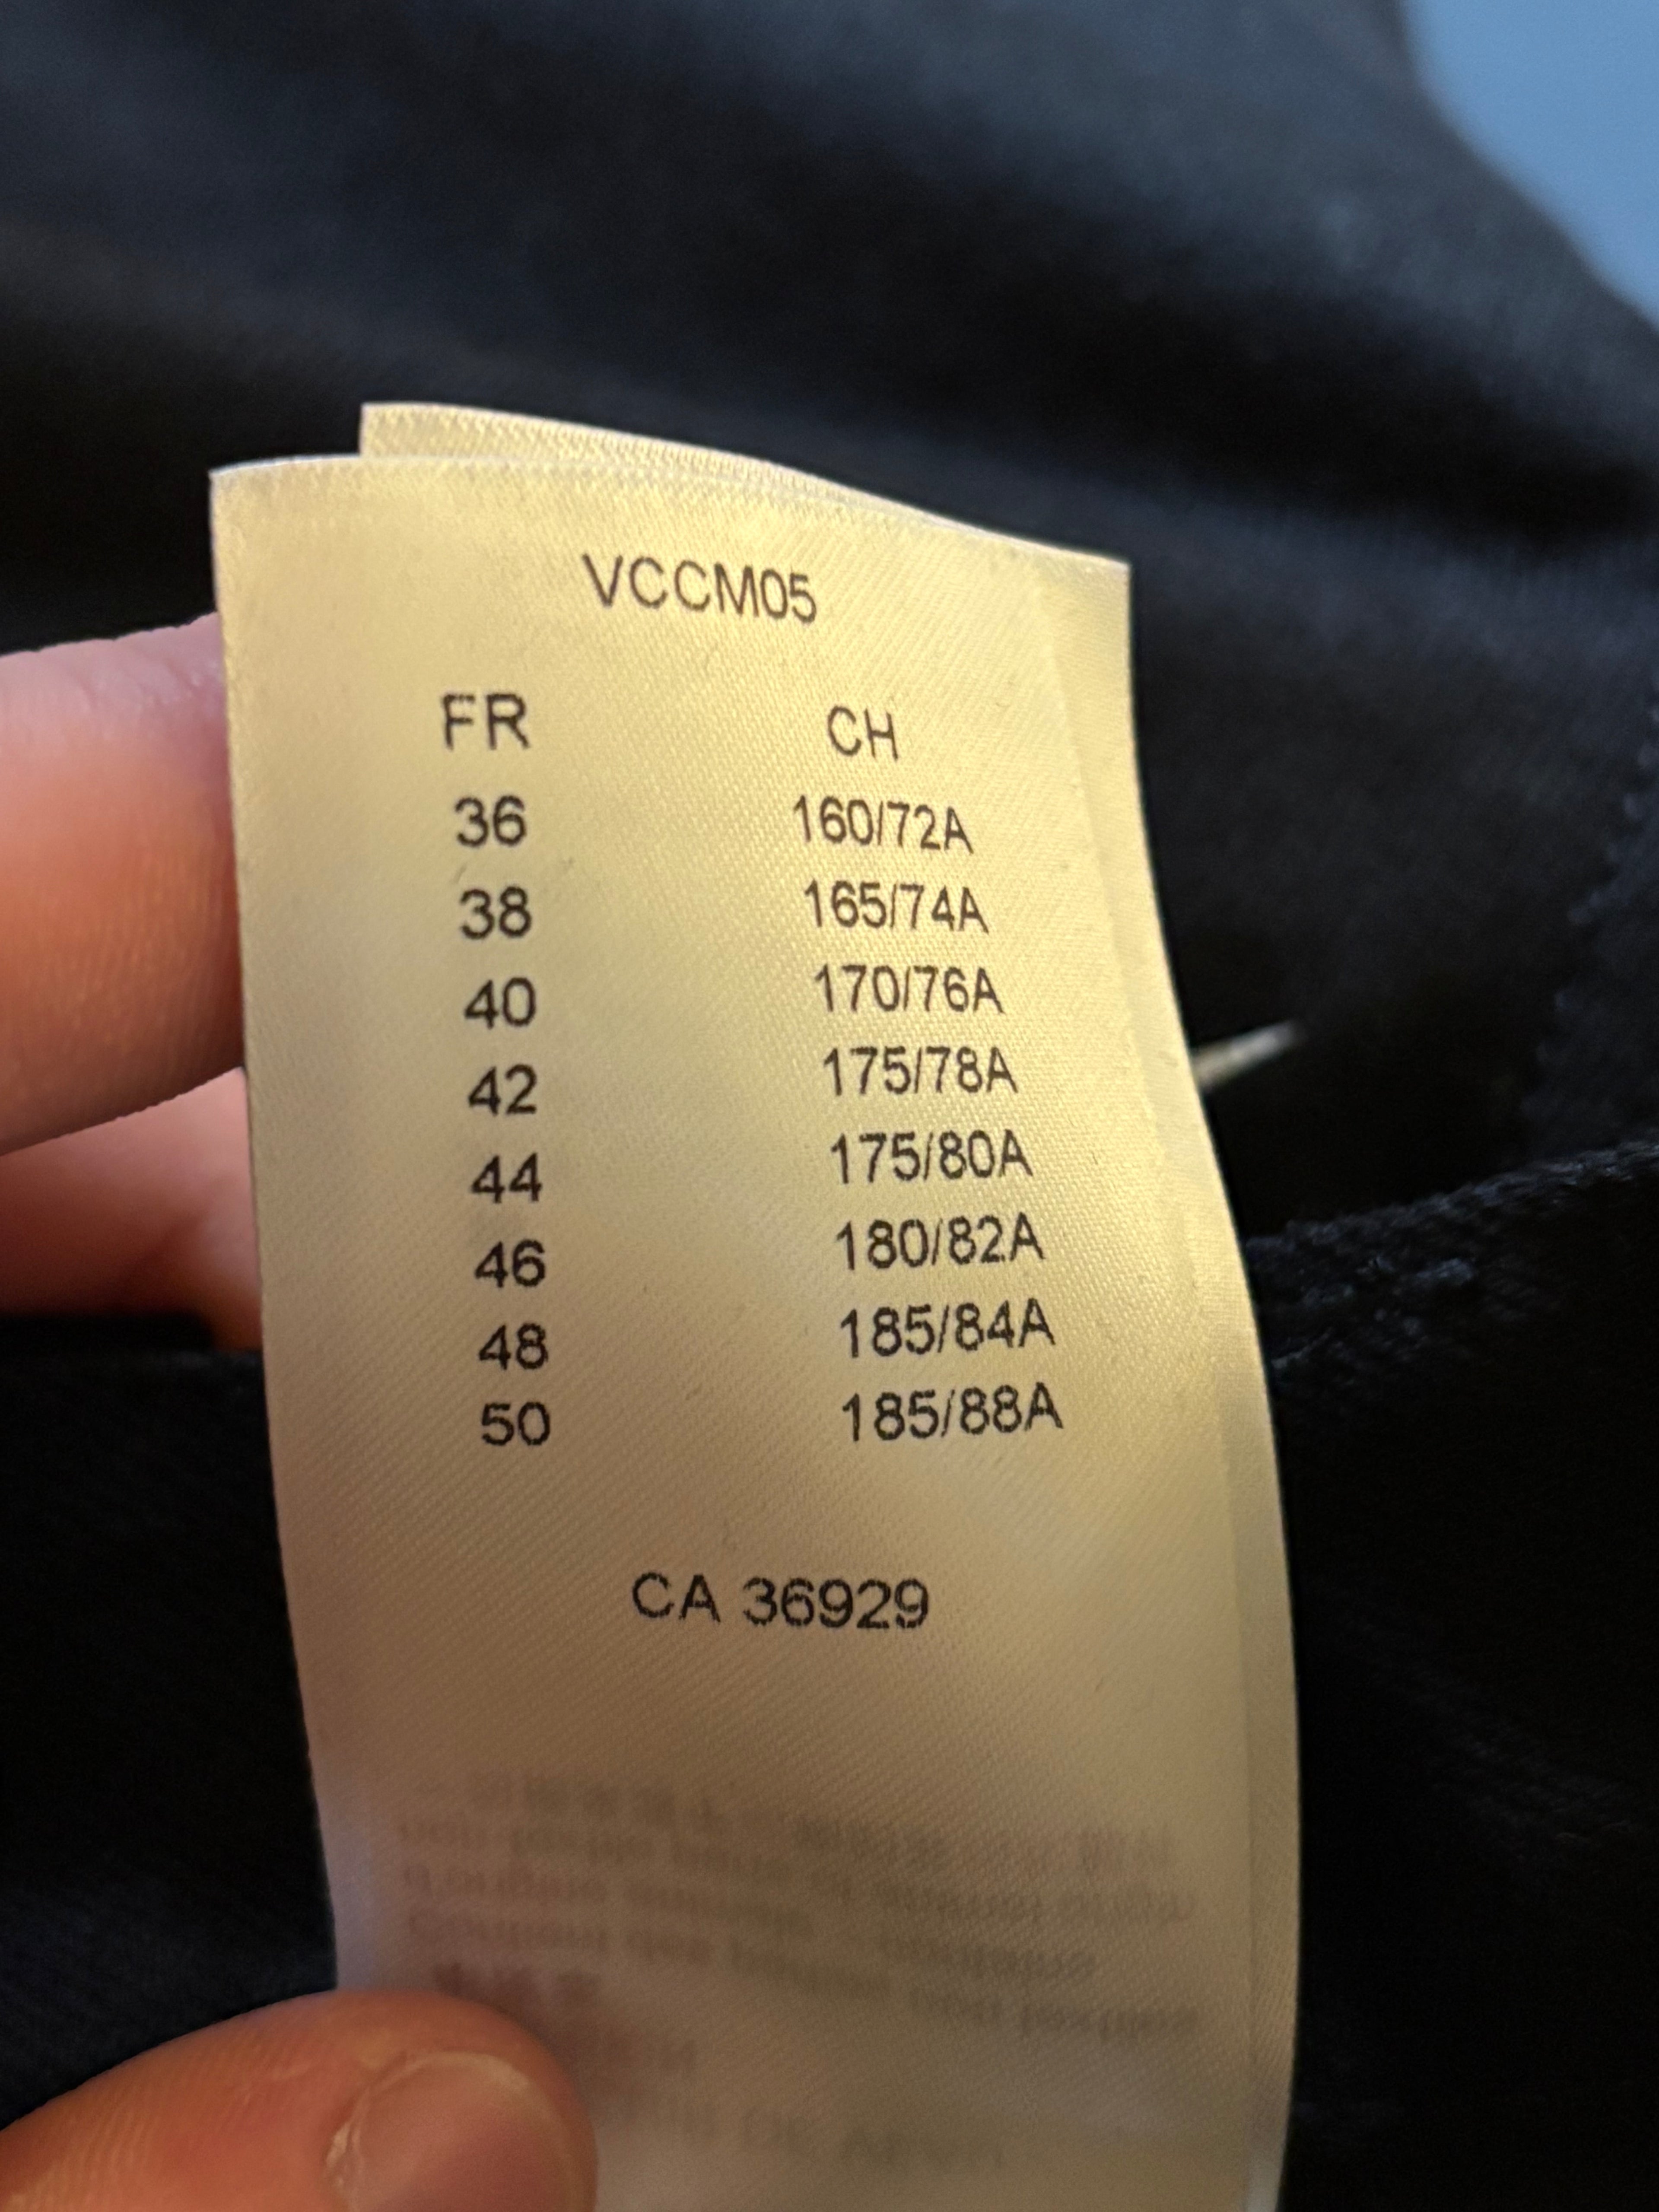 VCCM05
FR CH
36 160/72A
38 165/74A
40 170/76A
42 175/78A
44 175/80A
46 180/82A
48 185/84A
50 185/88A
CA 36929